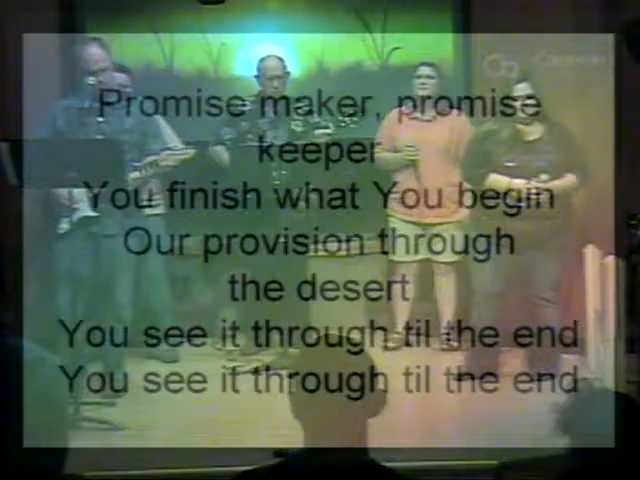 Promise maker, promise
keeper
You finish what You begin
Our provision through
the desert
You see it through til the end
You see it through til the end